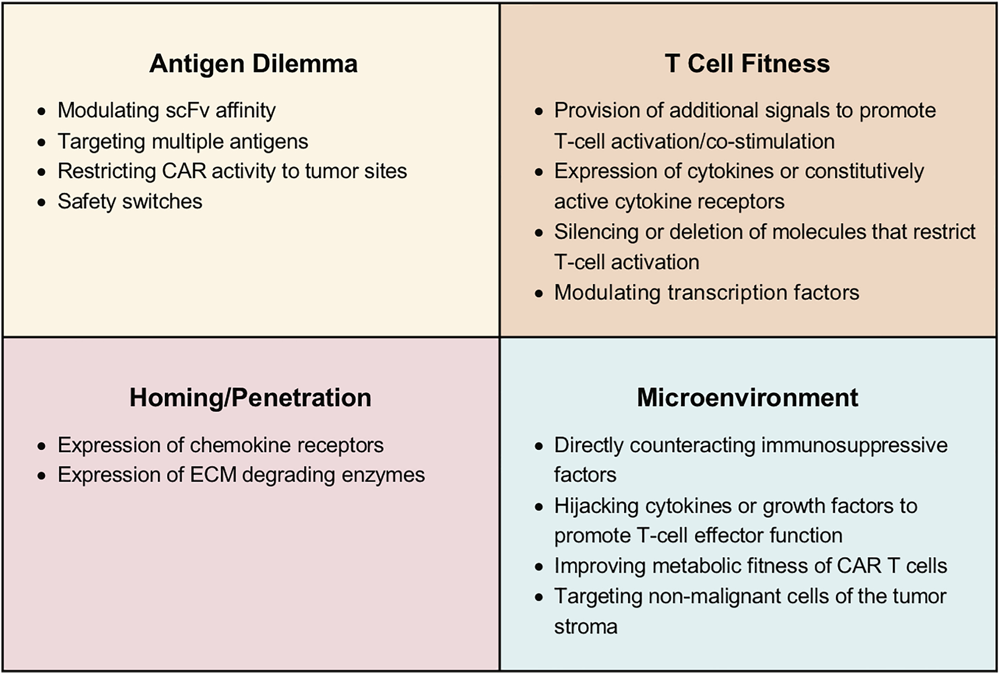 Antigen Dilemma
• Modulating scFv affinity
• Targeting multiple antigens
• Restricting CAR activity to tumor sites
• Safety switches
T Cell Fitness
• Provision of additional signals to promote
T-cell activation/co-stimulation
• Expression of cytokines or constitutively
active cytokine receptors
• Silencing or deletion of molecules that restrict
T-cell activation
• Modulating transcription factors
Homing/Penetration
• Expression of chemokine receptors
• Expression of ECM degrading enzymes
Microenvironment
• Directly counteracting immunosuppressive
factors
• Hijacking cytokines or growth factors to
promote T-cell effector function
• Improving metabolic fitness of CAR T cells
• Targeting non-malignant cells of the tumor
stroma